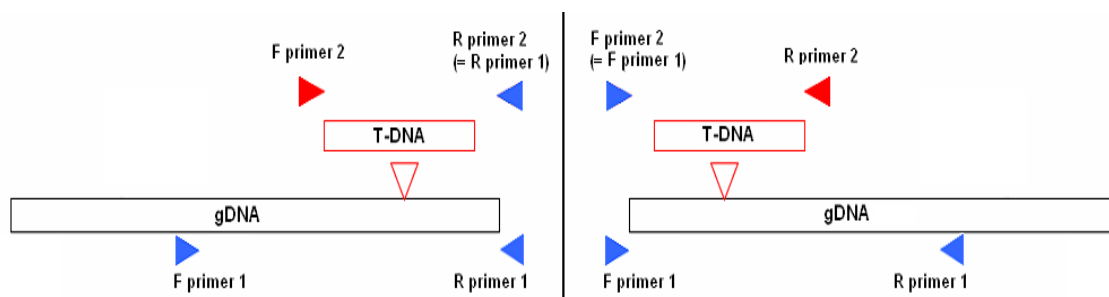 F primer 2
R primer 2
(= R primer 1)
T-DNA
gDNA
F primer 1
R primer 1
F primer 2
(= F primer 1)
R primer 2
T-DNA
gDNA
F primer 1
R primer 1